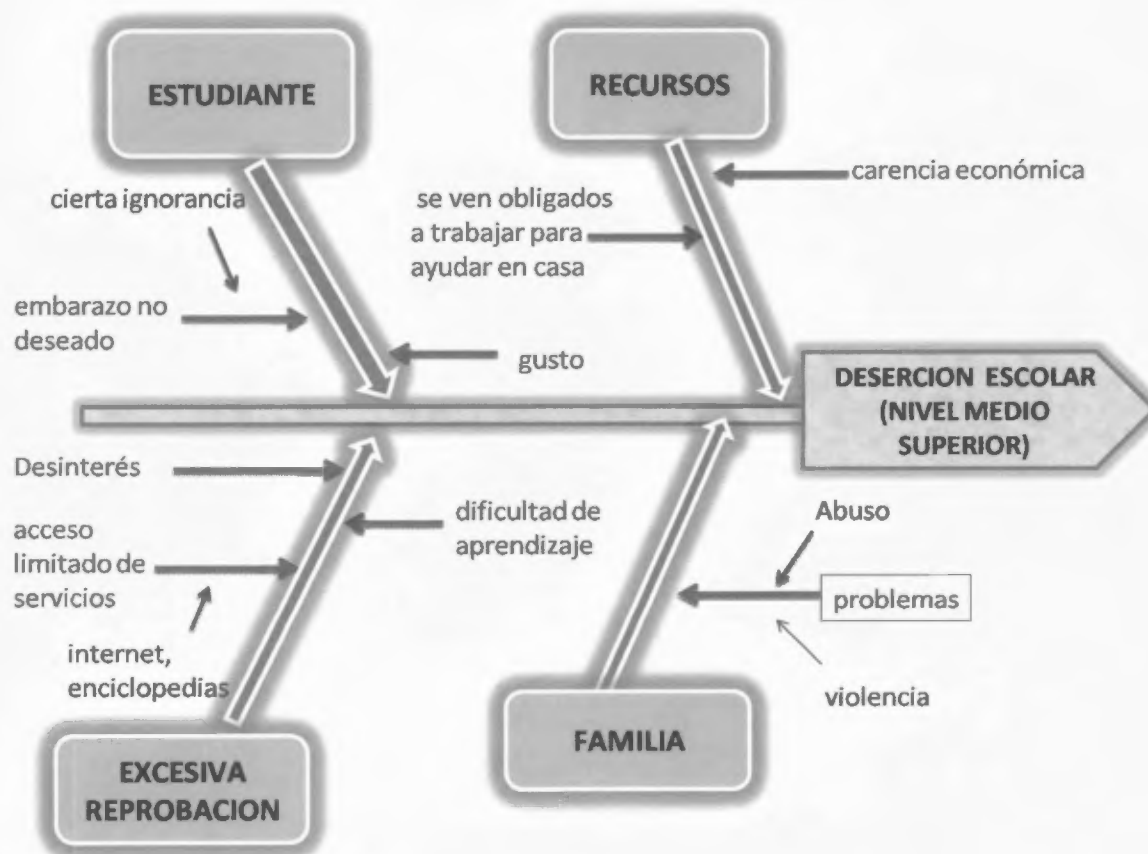 ESTUDIANTE
RECURSOS
carencia económica
cierta ignorancia
se ven obligados
a trabajar para
ayudar en casa
embarazo no
deseado
gusto
DESERCION ESCOLAR
(NIVEL MEDIO
SUPERIOR)
Desinterés
dificultad de
aprendizaje
acceso
limitado de
servicios
internet,
enciclopedias
Abuso
problemas
violencia
FAMILIA
EXCESIVA
REPROBACION